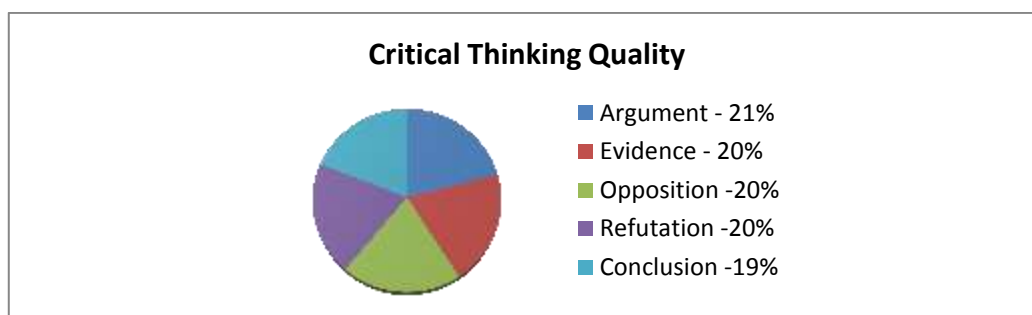 Critical Thinking Quality
Argument - 21%
Evidence - 20%
Opposition -20%
Refutation -20%
Conclusion -19%